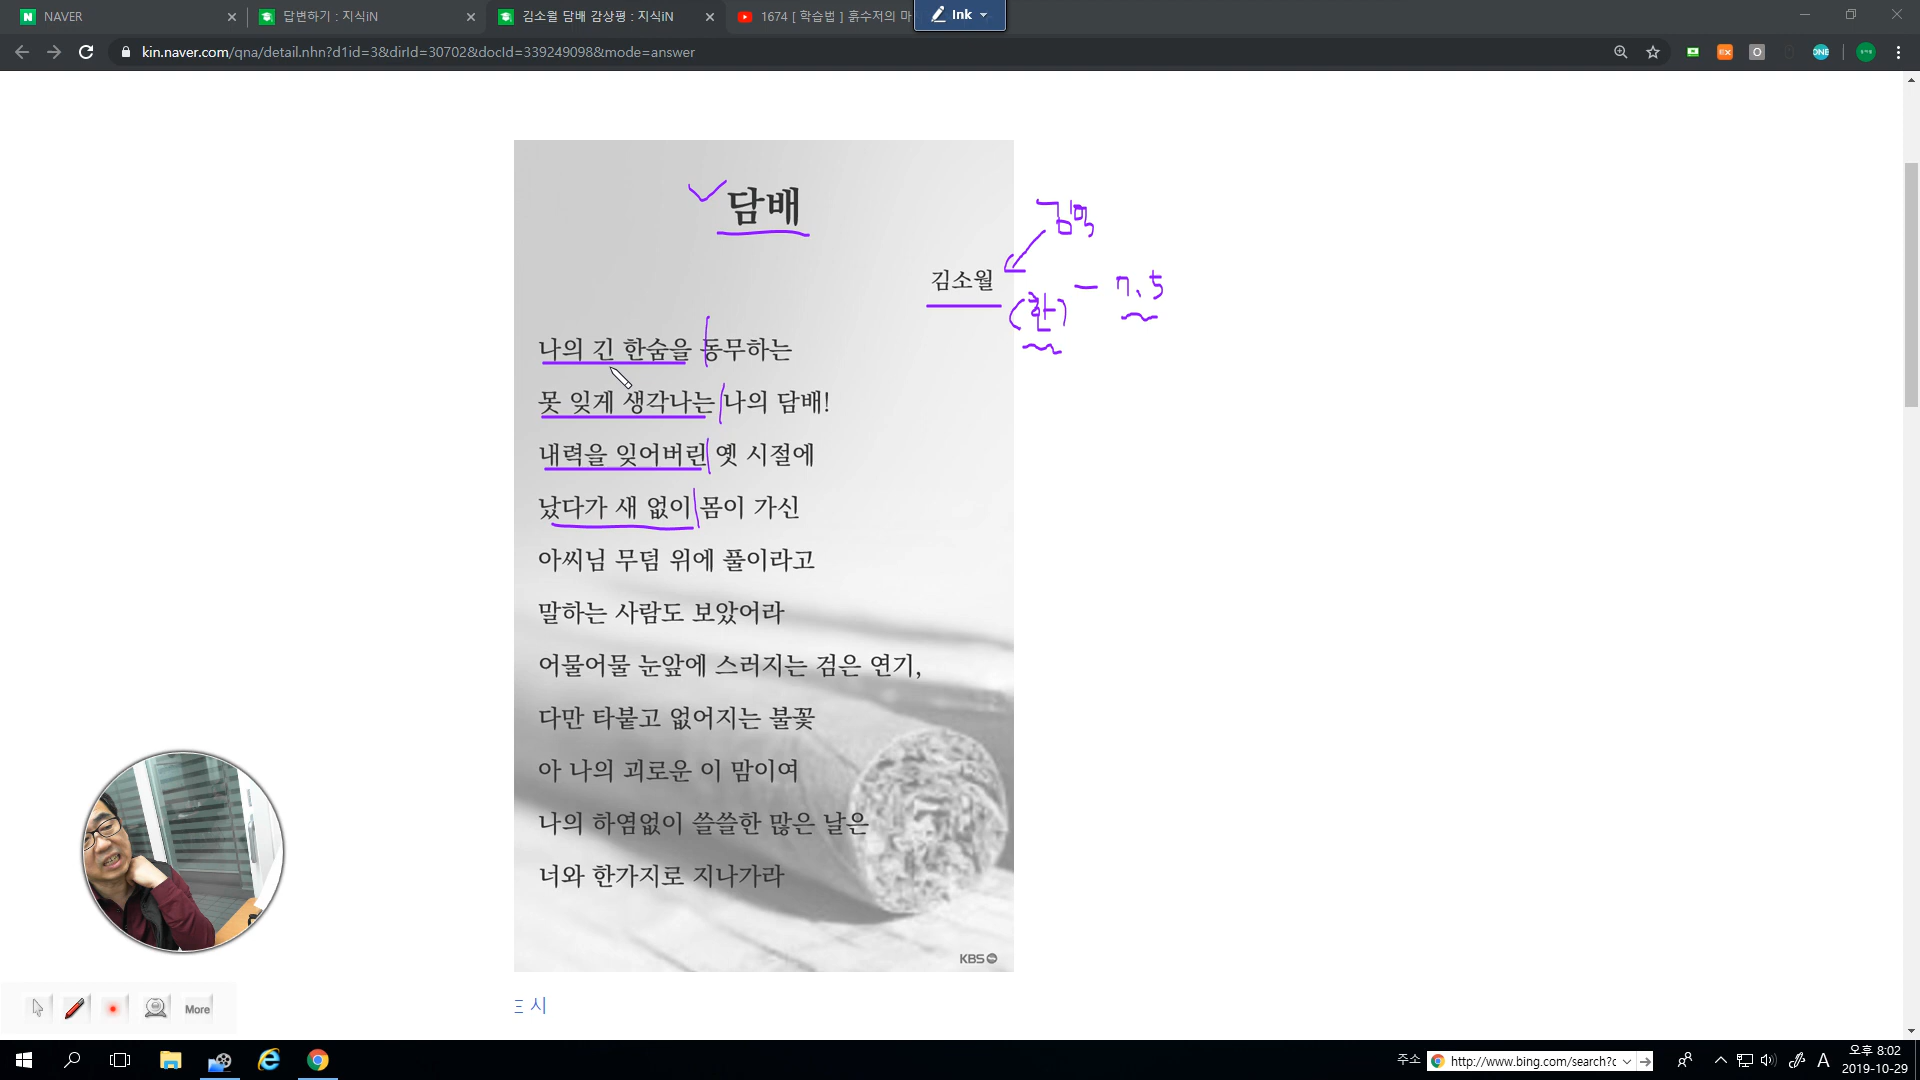 NAVER
답변하기 : 지식iN
김소월 담배 감상평 : 지식iN
1674 [ 학습법 ] 흙수저의 마
Ink
kin.naver.com/qna/detail.nhn?d1id=3&dirId=30702&docId=339249098&mode=answer
담배
김소월
(한) - 7.5
나의 긴 한숨을 동무하는
못 잊게 생각나는 나의 담배!
내력을 잊어버린 옛 시절에
났다가 새 없이 몸이 가신
아씨님 무덤 위에 풀이라고
말하는 사람도 보았어라
어물어물 눈앞에 스러지는 검은 연기,
다만 타붙고 없어지는 불꽃
아 나의 괴로운 이 맘이여
나의 하염없이 쓸쓸한 많은 날은
너와 한가지로 지나가라
KBS
시
More
주소
http://www.bing.com/search?c
A
오후 8:02
2019-10-29